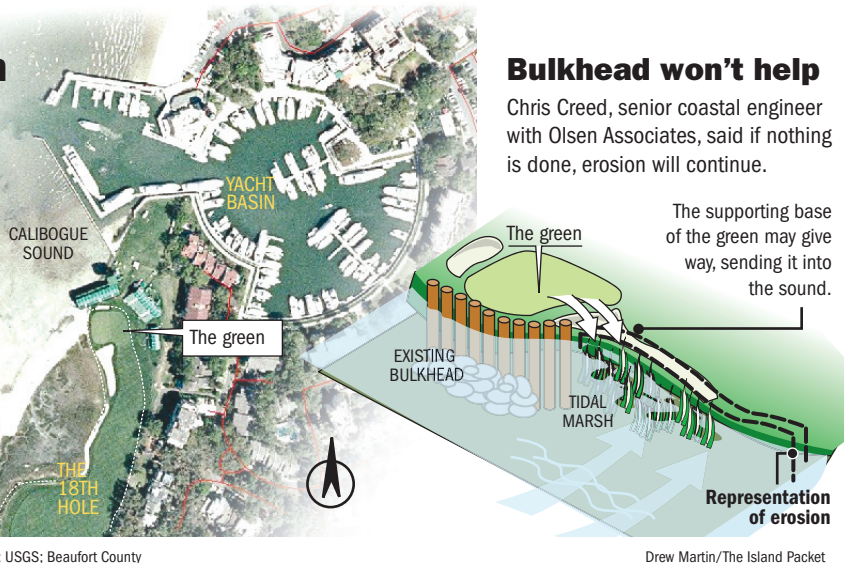 n
Bulkhead won't help
Chris Creed, senior coastal engineer
with Olsen Associates, said if nothing
is done, erosion will continue.
YACHT
BASIN
CALIBOGUE
SOUND
The green
THE
18TH
HOLE
The green
The supporting base
of the green may give
way, sending it into
the sound.
EXISTING
BULKHEAD
TIDAL
MARSH
Representation
of erosion
: USGS; Beaufort County
Drew Martin/The Island Packet